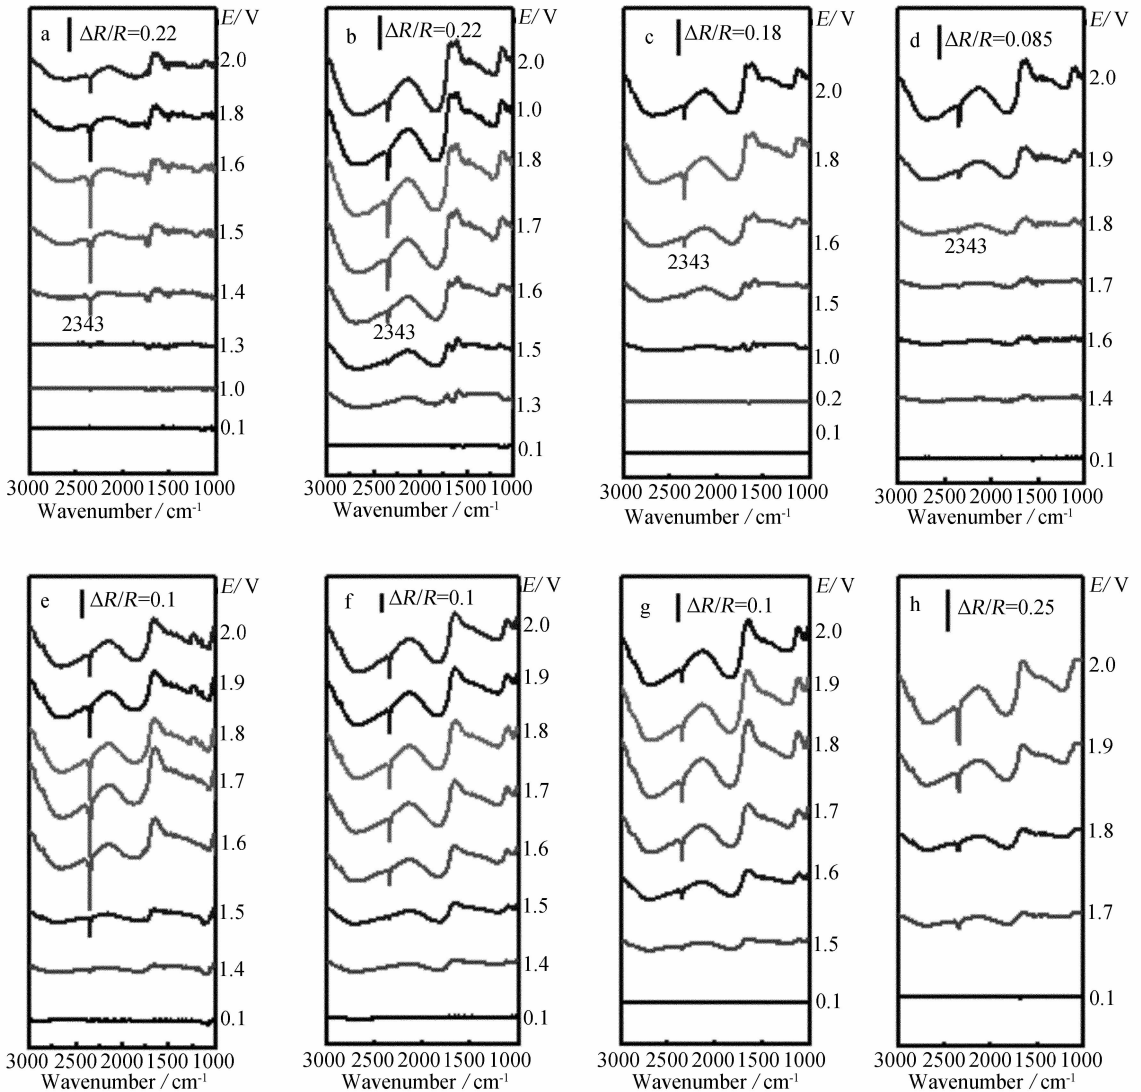 a
ΔR/R=0.22
E/V
2.0
1.8
1.6
1.5
1.4
2343
1.3
1.0
0.1
3000 2500 2000 1500 1000
Wavenumber / cm-1
b
ΔR/R=0.22
E/V
2.0
1.0
1.8
1.7
1.6
2343
1.5
1.3
0.1
3000 2500 2000 1500 1000
Wavenumber / cm-1
c
ΔR/R=0.18
E/V
2.0
1.8
1.6
2343
1.5
1.0
0.2
0.1
3000 2500 2000 1500 1000
Wavenumber / cm-1
d
ΔR/R=0.085
E/V
2.0
1.9
1.8
2343
1.7
1.6
1.4
0.1
3000 2500 2000 1500 1000
Wavenumber / cm-1
e
ΔR/R=0.1
E/V
2.0
1.9
1.8
1.7
1.6
1.5
1.4
0.1
3000 2500 2000 1500 1000
Wavenumber / cm-1
f
ΔR/R=0.1
E/V
2.0
1.9
1.8
1.7
1.6
1.5
1.4
0.1
3000 2500 2000 1500 1000
Wavenumber / cm-1
g
ΔR/R=0.1
E/V
2.0
1.9
1.8
1.7
1.6
1.5
0.1
3000 2500 2000 1500 1000
Wavenumber / cm-1
h
ΔR/R=0.25
E/V
2.0
1.9
1.8
1.7
0.1
3000 2500 2000 1500 1000
Wavenumber / cm-1